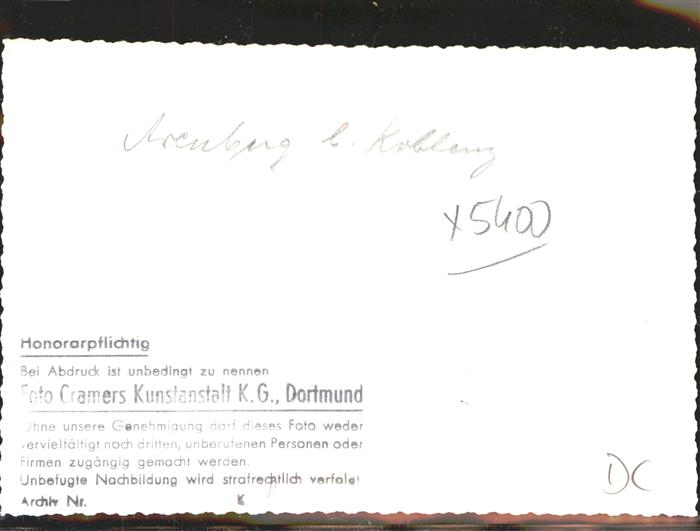 Arenberg b. Koblenz
x5400
Honorarpflichtig
Bei Abdruck ist unbedingt zu nennen
Foto Cramers Kunstanstalt K.G., Dortmund
Ohne unsere Genehmigung darf dieses Foto weder
vervielfältigt noch dritten, unberufenen Personen oder
Firmen zugängig gemacht werden.
Unbefugte Nachbildung wird strafrechtlich verfolgt
Archiv Nr. K
DC